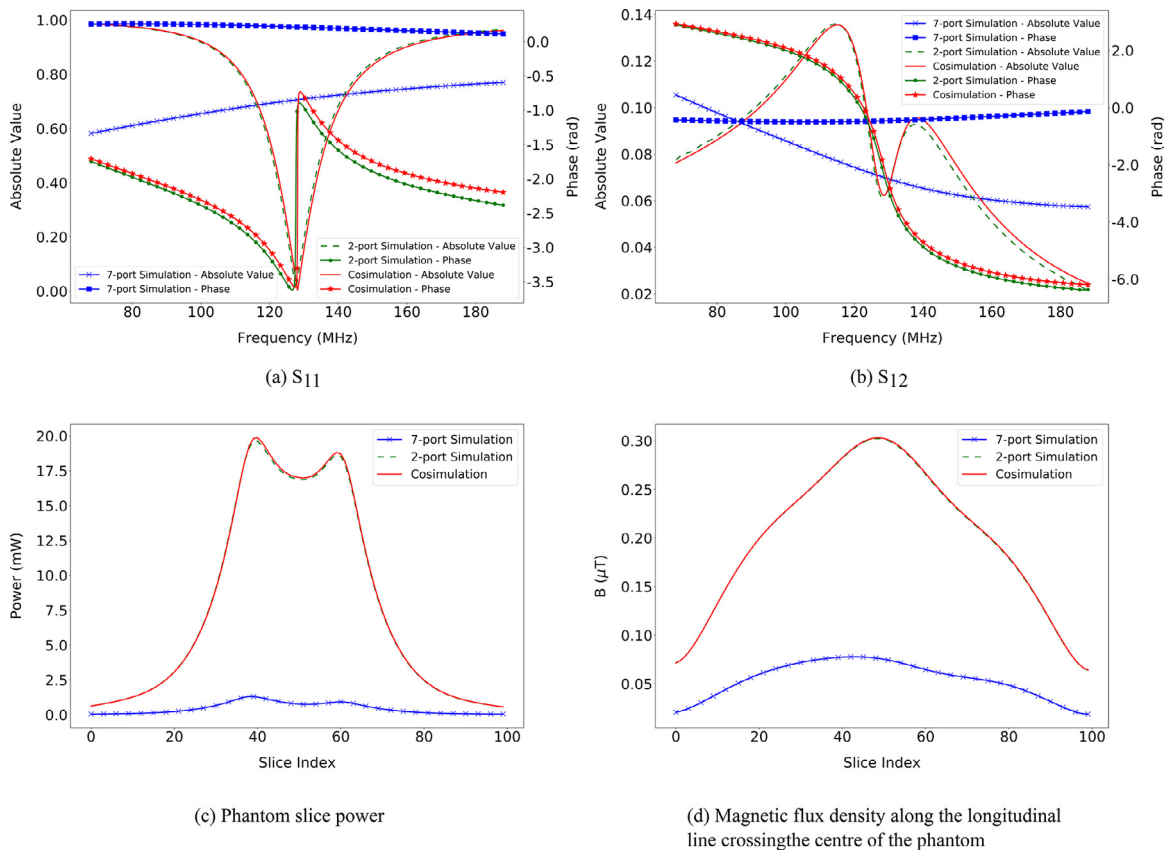 1.00
0.80
0.60
0.40
0.20
0.00
Absolute Value
0.0
-0.5
-1.0
-1.5
-2.0
-2.5
-3.0
-3.5
Phase (rad)
7-port Simulation - Absolute Value
7-port Simulation - Phase
2-port Simulation - Absolute Value
2-port Simulation - Phase
Cosimulation - Absolute Value
Cosimulation - Phase
80 100 120 140 160 180
Frequency (MHz)
(a) S11
0.14
0.12
0.10
0.08
0.06
0.04
0.02
Absolute Value
2.0
0.0
-2.0
-4.0
-6.0
Phase (rad)
7-port Simulation - Absolute Value
7-port Simulation - Phase
2-port Simulation - Absolute Value
Cosimulation - Absolute Value
2-port Simulation - Phase
Cosimulation - Phase
80 100 120 140 160 180
Frequency (MHz)
(b) S12
20.0
17.5
15.0
12.5
10.0
7.5
5.0
2.5
0.0
Power (mW)
7-port Simulation
2-port Simulation
Cosimulation
0 20 40 60 80 100
Slice Index
(c) Phantom slice power
0.30
0.25
0.20
0.15
0.10
0.05
B (μT)
7-port Simulation
2-port Simulation
Cosimulation
0 20 40 60 80 100
Slice Index
(d) Magnetic flux density along the longitudinal
line crossingthe centre of the phantom